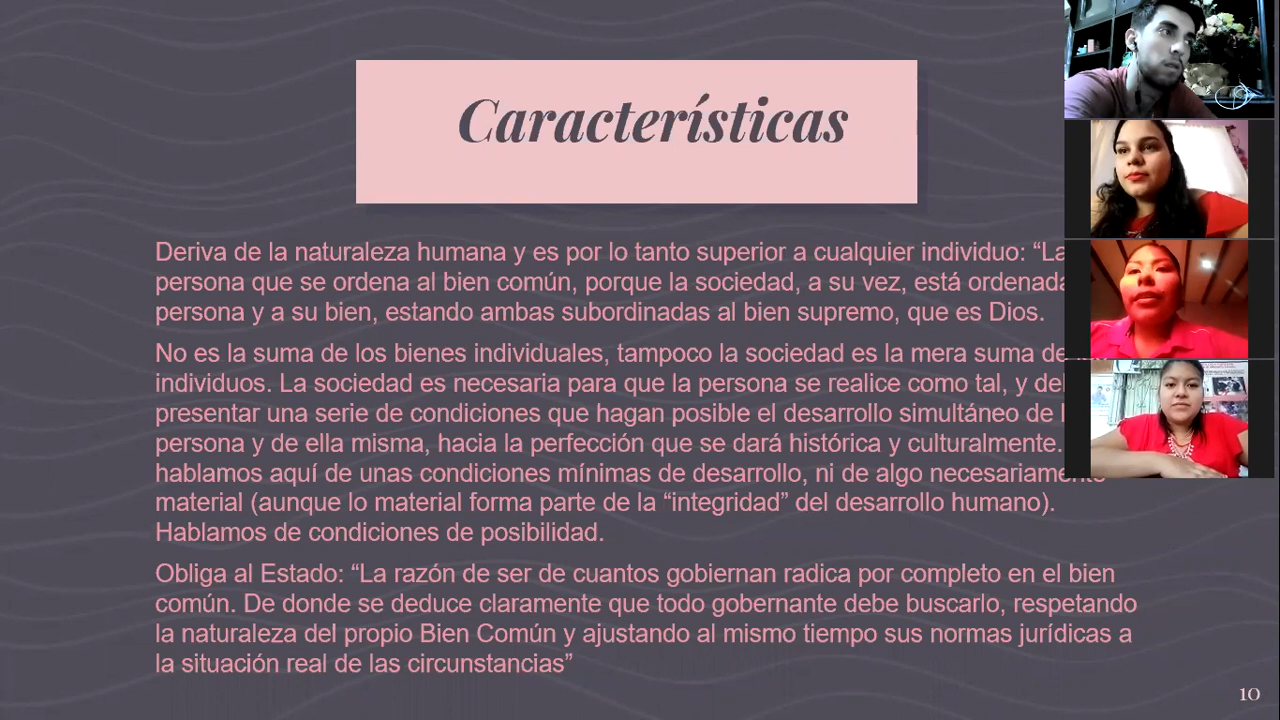 Características
Deriva de la naturaleza humana y es por lo tanto superior a cualquier individuo: “La
persona que se ordena al bien común, porque la sociedad, a su vez, está ordenada
persona y a su bien, estando ambas subordinadas al bien supremo, que es Dios.
No es la suma de los bienes individuales, tampoco la sociedad es la mera suma de
individuos. La sociedad es necesaria para que la persona se realice como tal, y
presentar una serie de condiciones que hagan posible el desarrollo simultáneo de
persona y de ella misma, hacia la perfección que se dará histórica y culturalmente.
hablamos aquí de unas condiciones mínimas de desarrollo, ni de algo necesariamente
material (aunque lo material forma parte de la “integridad” del desarrollo humano).
Hablamos de condiciones de posibilidad.
Obliga al Estado: “La razón de ser de cuantos gobiernan radica por completo en el bien
común. De donde se deduce claramente que todo gobernante debe buscarlo, respetando
la naturaleza del propio Bien Común y ajustando al mismo tiempo sus normas jurídicas a
la situación real de las circunstancias”
10